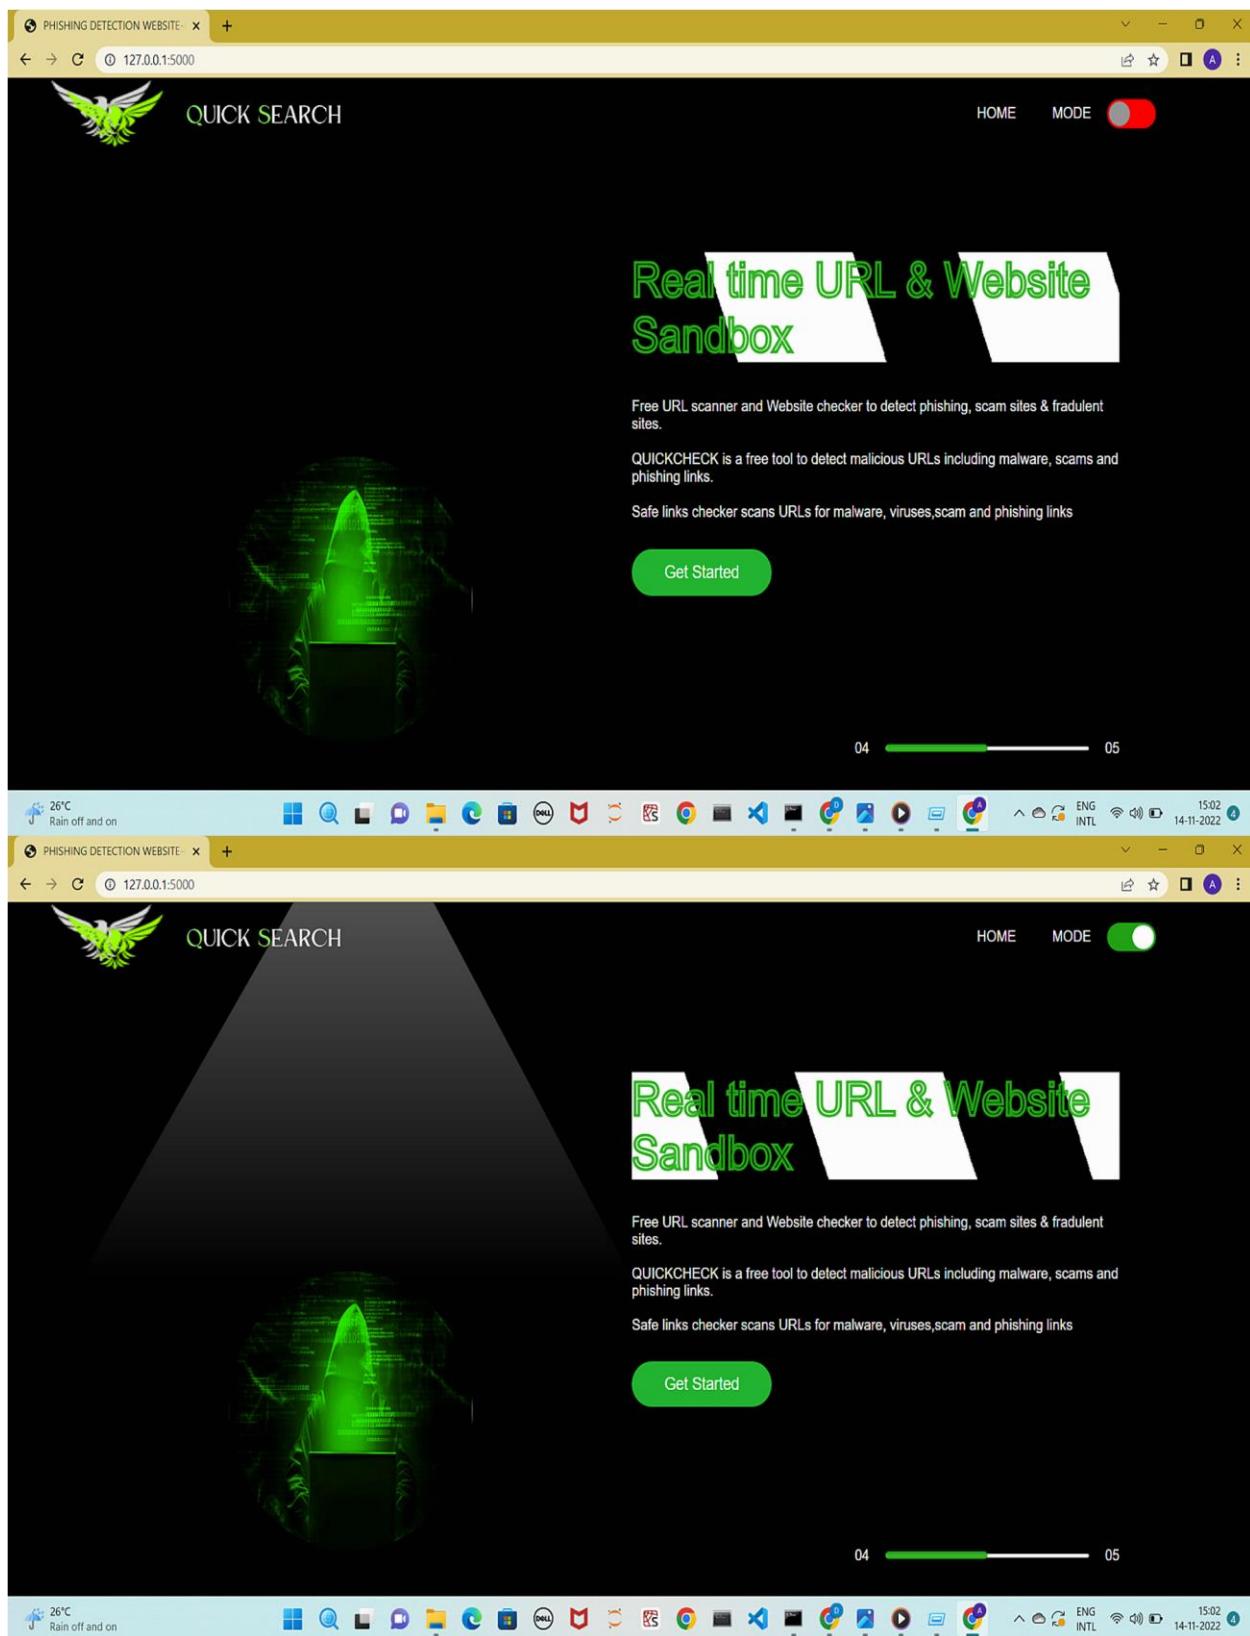 PHISHING DETECTION WEBSITE-
127.0.0.1:5000
A
QUICK SEARCH
HOME MODE
Real time URL & Website
Sandbox
Free URL scanner and Website checker to detect phishing, scam sites & fradulent
sites.
QUICKCHECK is a free tool to detect malicious URLs including malware, scams and
phishing links.
Safe links checker scans URLs for malware, viruses,scam and phishing links
Get Started
04 05
26°C
Rain off and on
DELL
ENG
INTL
15:02
14-11-2022
4
PHISHING DETECTION WEBSITE-
127.0.0.1:5000
A
QUICK SEARCH
HOME MODE
Real time URL & Website
Sandbox
Free URL scanner and Website checker to detect phishing, scam sites & fradulent
sites.
QUICKCHECK is a free tool to detect malicious URLs including malware, scams and
phishing links.
Safe links checker scans URLs for malware, viruses,scam and phishing links
Get Started
04 05
26°C
Rain off and on
DELL
ENG
INTL
15:02
14-11-2022
4